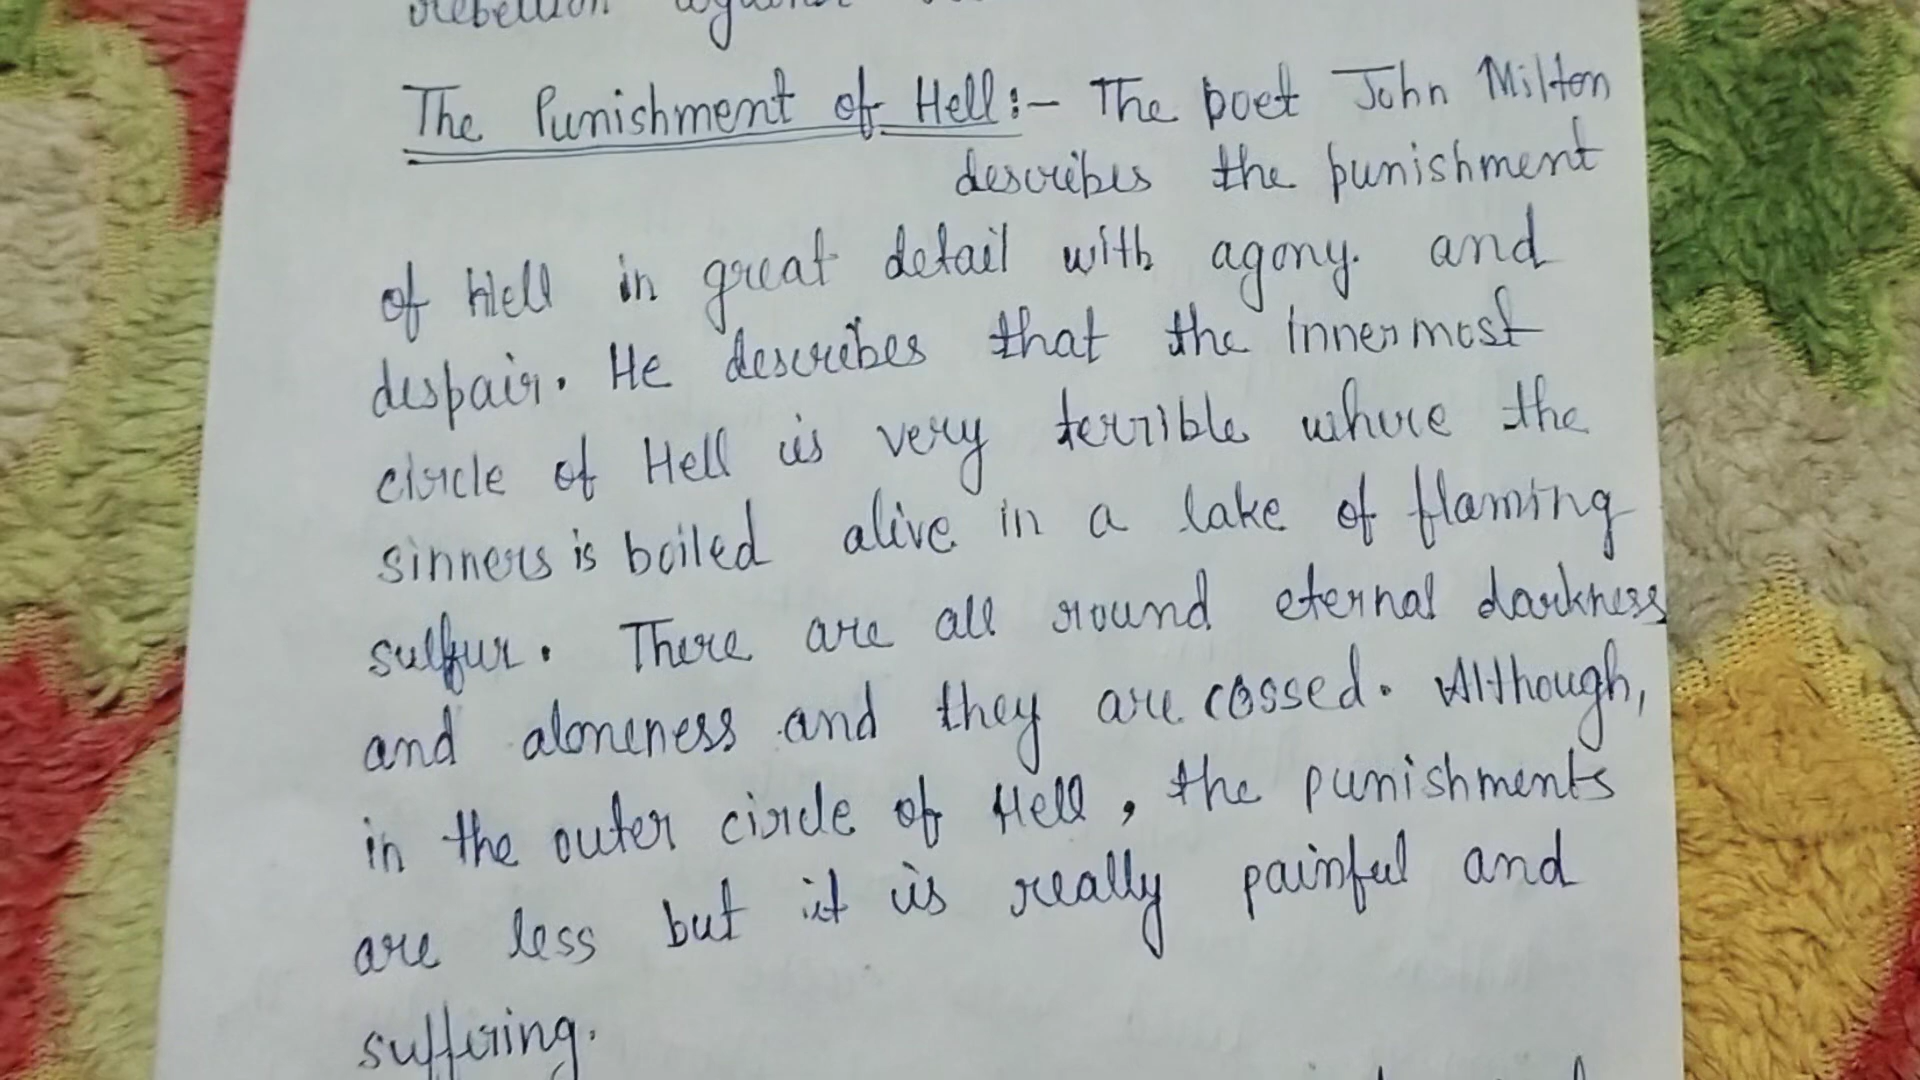 rebellion against
The Punishment of Hell:- The poet John Milton
describes the punishment
of Hell in great detail with agony. and
despair. He describes that the innermost
circle of Hell is very terrible where the
sinners is boiled alive in a lake of flaming
sulfur. There are all round eternal darkness
and aloneness and they are cossed. Although,
in the outer circle of Hell, the punishments
are less but it is really painful and
suffering.